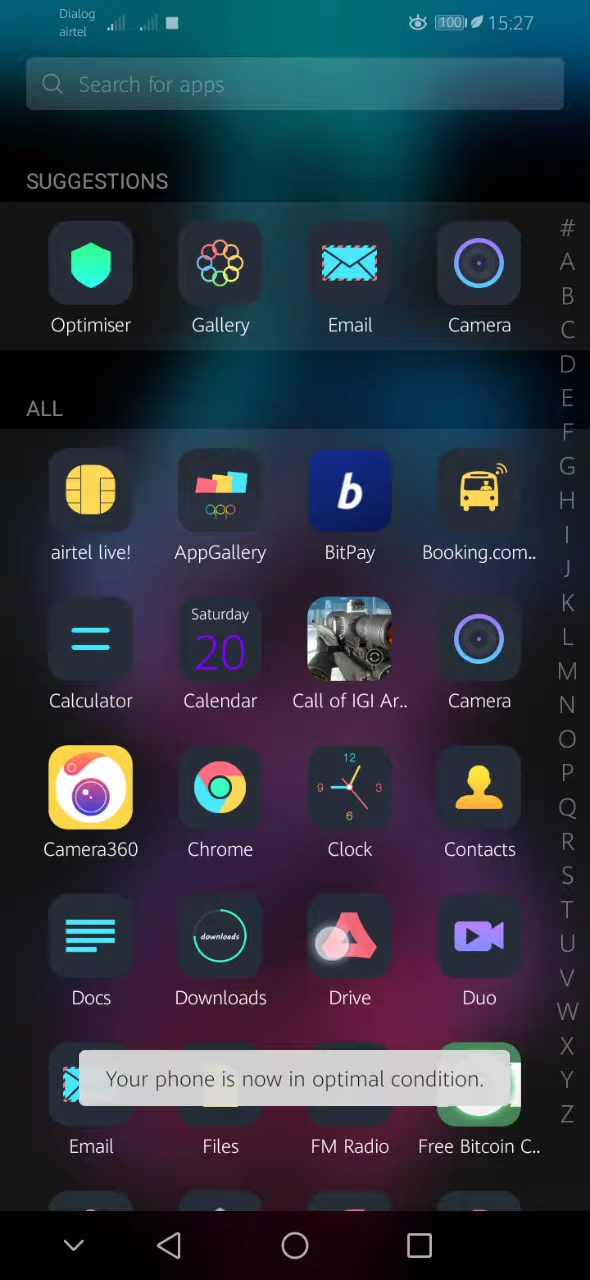 Dialog
airtel
100 15:27
Search for apps
SUGGESTIONS
Optimiser Gallery Email Camera
ALL
app b
airtel live! AppGallery BitPay Booking.com..
Saturday
20
Calculator Calendar Call of IGI Ar.. Camera
12
9 3
6
Camera360 Chrome Clock Contacts
downloads
Docs Downloads Drive Duo
Your phone is now in optimal condition.
Email Files FM Radio Free Bitcoin C..
#
A
B
C
D
E
F
G
H
I
J
K
L
M
N
O
P
Q
R
S
T
U
V
W
X
Y
Z